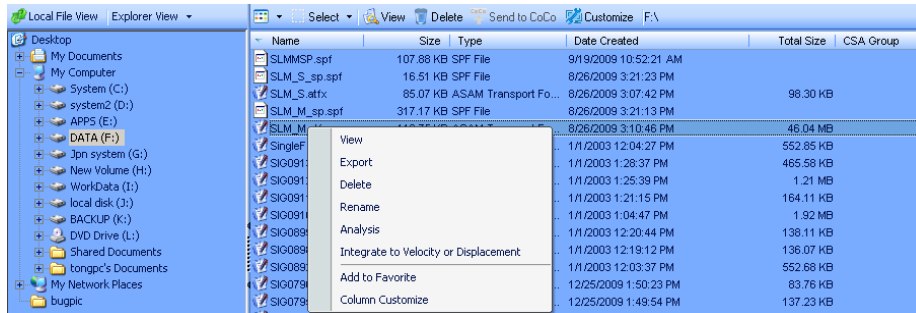 Local File View Explorer View Select View Delete Send to CoCo Customize F:\
Desktop
My Documents
My Computer
System (C:)
system2 (D:)
APPS (E:)
DATA (F:)
Jpn system (G:)
New Volume (H:)
WorkData (I:)
local disk (J:)
BACKUP (K:)
DVD Drive (L:)
Shared Documents
tongpc's Documents
My Network Places
bugpic
Name Size Type Date Created Total Size CSA Group
SLMMSP.spf 107.88 KB SPF File 9/19/2009 10:52:21 AM
SLM_S_sp.spf 16.51 KB SPF File 8/26/2009 3:21:23 PM
SLM_S.atfx 85.07 KB ASAM Transport Fo... 8/26/2009 3:07:42 PM 98.30 KB
SLM_M_sp.spf 317.17 KB SPF File 8/26/2009 3:21:13 PM
8/26/2009 3:10:46 PM 46.04 MB
SingleF 1/1/2003 12:04:27 PM 552.85 KB
1/1/2003 1:28:37 PM 465.58 KB
1/1/2003 1:25:39 PM 1.21 MB
1/1/2003 1:21:15 PM 164.11 KB
1/1/2003 1:04:47 PM 1.92 MB
1/1/2003 12:20:44 PM 138.11 KB
1/1/2003 12:19:12 PM 136.07 KB
1/1/2003 12:03:37 PM 552.68 KB
12/25/2009 1:50:23 PM 83.76 KB
12/25/2009 1:49:54 PM 137.23 KB
View
Export
Delete
Rename
Analysis
Integrate to Velocity or Displacement
Add to Favorite
Column Customize